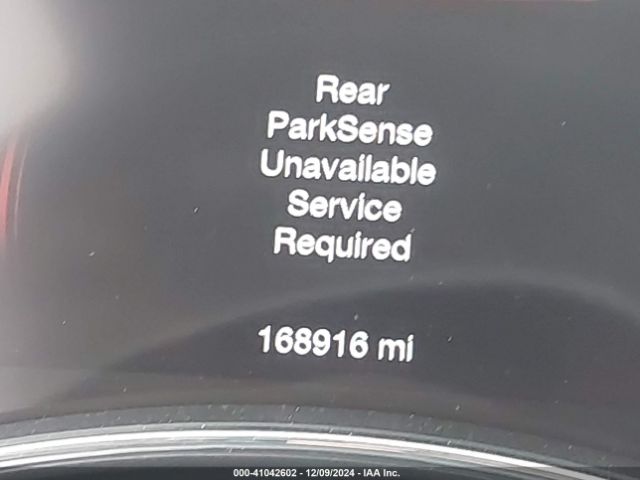 Rear
ParkSense
Unavailable
Service
Required
168916 mi
000-41042602 - 12/09/2024 - IAA Inc.